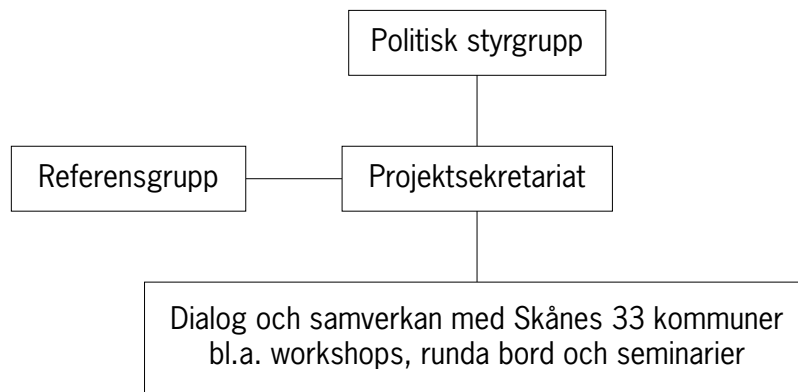 Politisk styrgrupp
Referensgrupp
Projektsekretariat
Dialog och samverkan med Skånes 33 kommuner
bl.a. workshops, runda bord och seminarier